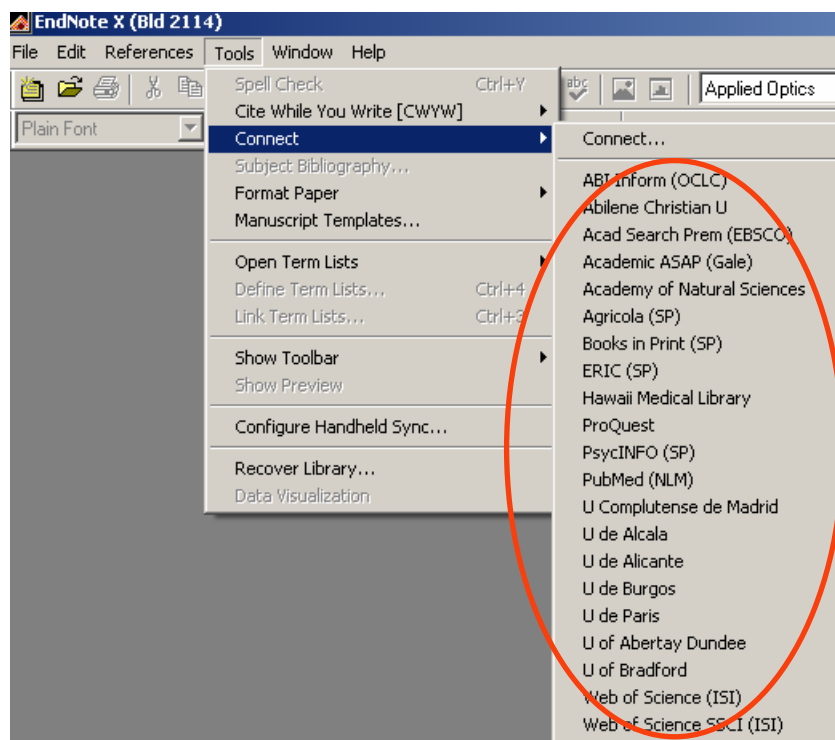 EndNote X (Bld 2114)
File Edit References Tools Window Help
Applied Optics
Plain Font
Spell Check Ctrl+Y
Cite While You Write [CWYW]
Connect
Subject Bibliography...
Format Paper
Manuscript Templates...
Open Term Lists
Define Term Lists... Ctrl+4
Link Term Lists... Ctrl+3
Show Toolbar
Show Preview
Configure Handheld Sync...
Recover Library...
Data Visualization
Connect...
ABI-Inform (OCLC)
Abilene Christian U
Acad Search Prem (EBSCO)
Academic ASAP (Gale)
Academy of Natural Sciences
Agricola (SP)
Books in Print (SP)
ERIC (SP)
Hawaii Medical Library
ProQuest
PsycINFO (SP)
PubMed (NLM)
U Complutense de Madrid
U de Alcala
U de Alicante
U de Burgos
U de Paris
U of Abertay Dundee
U of Bradford
Web of Science (ISI)
Web of Science SSCI (ISI)